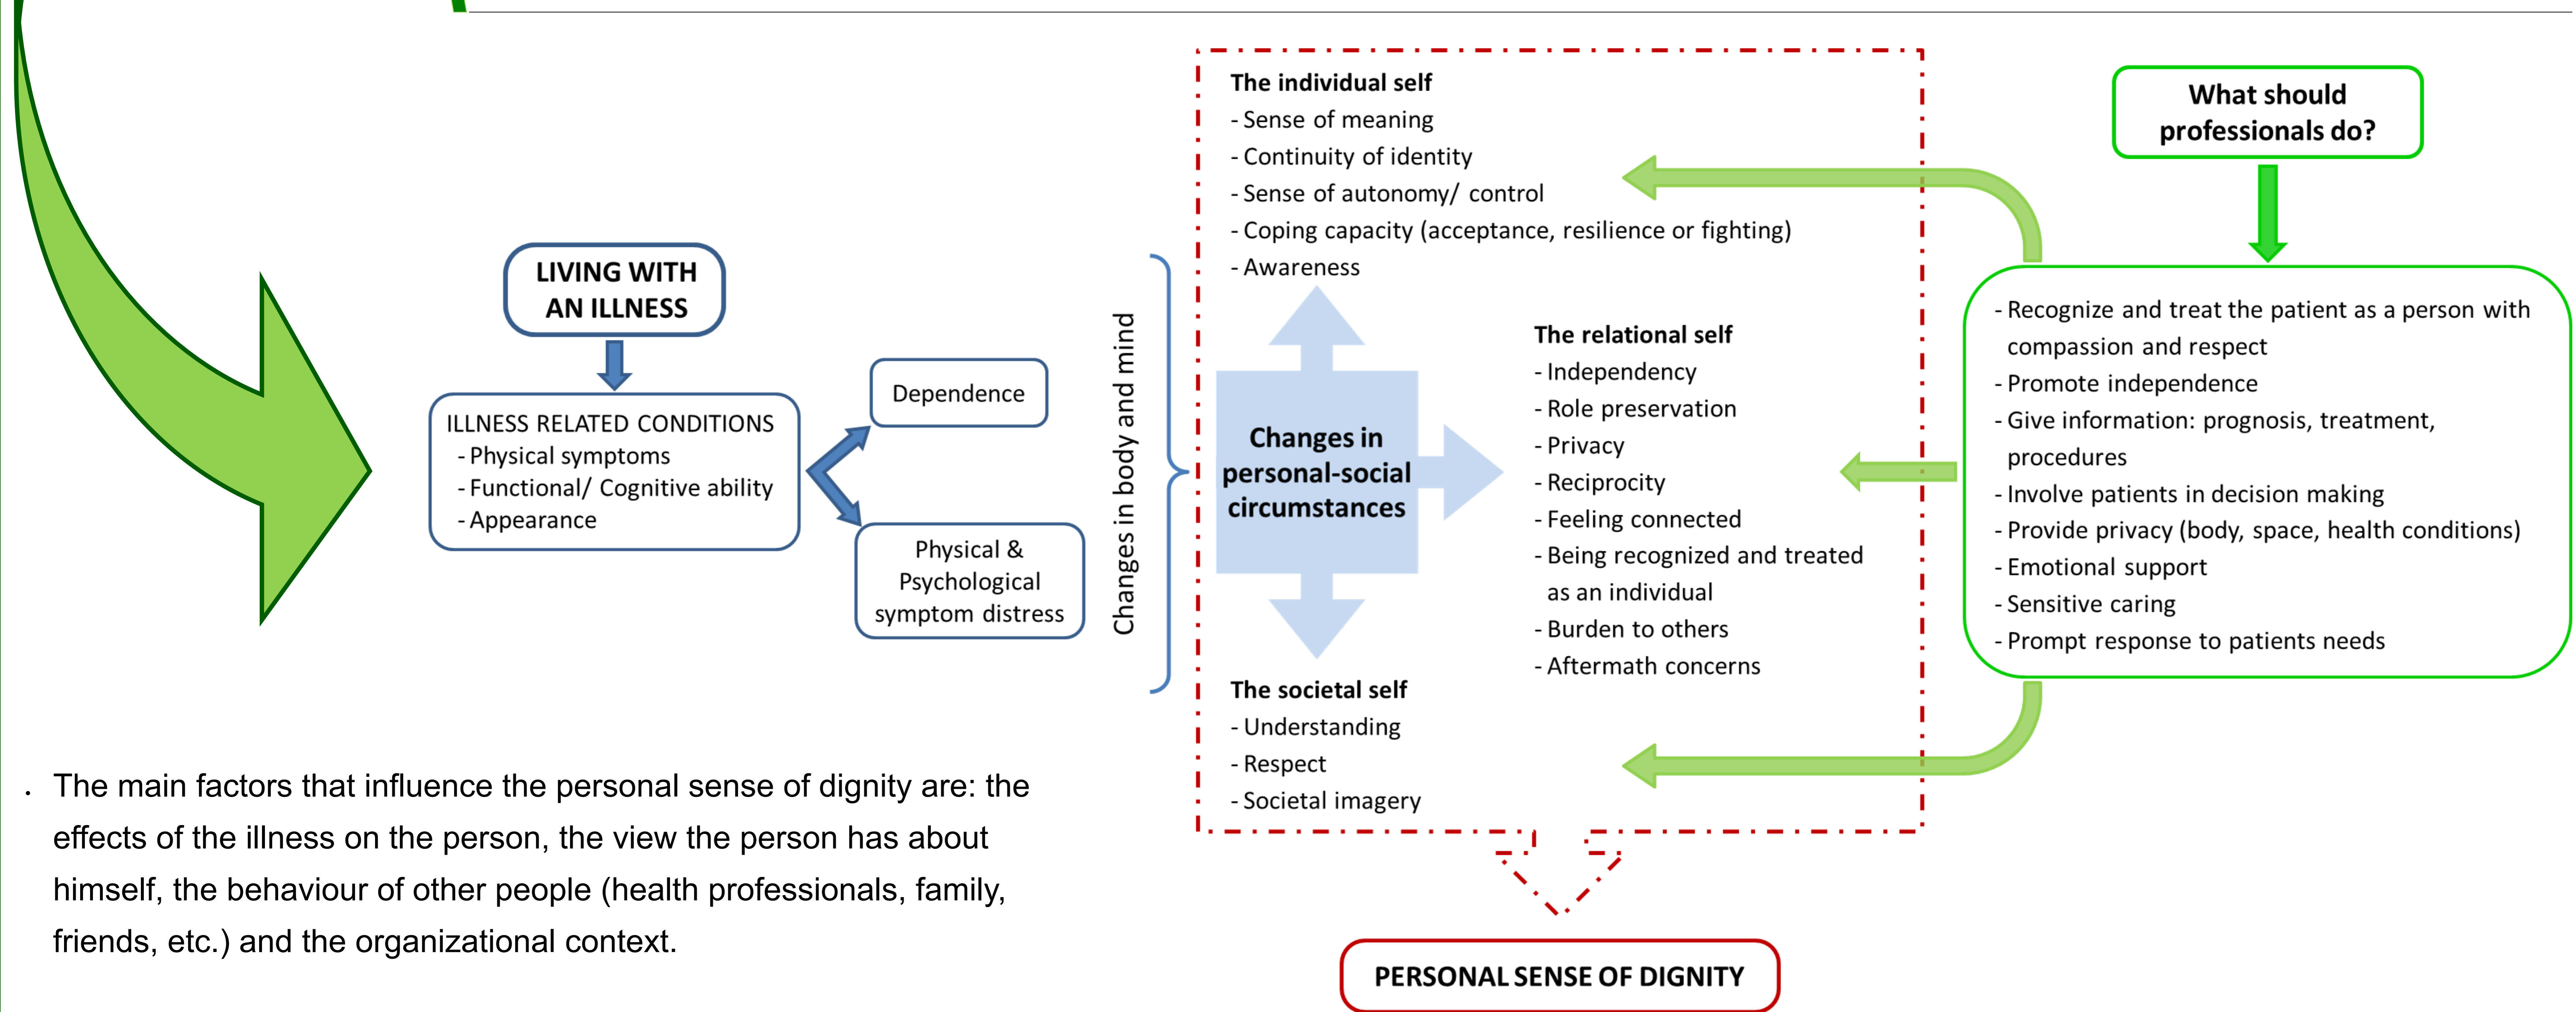 LIVING WITH
AN ILLNESS
ILLNESS RELATED CONDITIONS
- Physical symptoms
- Functional/ Cognitive ability
- Appearance
Dependence
Physical &
Psychological
symptom distress
Changes in body and mind
The individual self
- Sense of meaning
- Continuity of identity
- Sense of autonomy/ control
- Coping capacity (acceptance, resilience or fighting)
- Awareness
Changes in
personal-social
circumstances
The relational self
- Independency
- Role preservation
- Privacy
- Reciprocity
- Feeling connected
- Being recognized and treated
as an individual
- Burden to others
- Aftermath concerns
The societal self
- Understanding
- Respect
- Societal imagery
What should
professionals do?
- Recognize and treat the patient as a person with
compassion and respect
- Promote independence
- Give information: prognosis, treatment,
procedures
- Involve patients in decision making
- Provide privacy (body, space, health conditions)
- Emotional support
- Sensitive caring
- Prompt response to patients needs
PERSONAL SENSE OF DIGNITY
. The main factors that influence the personal sense of dignity are: the
effects of the illness on the person, the view the person has about
himself, the behaviour of other people (health professionals, family,
friends, etc.) and the organizational context.